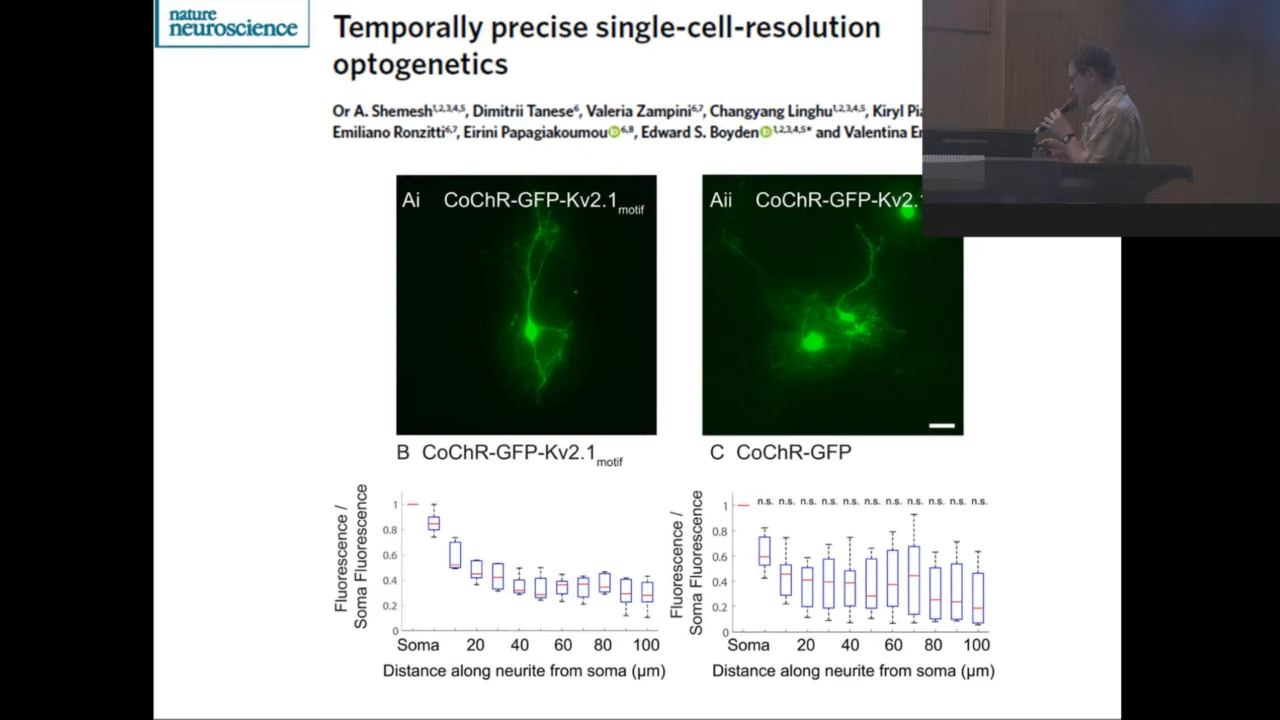 nature
neuroscience
Temporally precise single-cell-resolution
optogenetics
Or A. Shemesh1,2,3,4,5, Dimitrii Tanese6, Valeria Zampini6,7, Changyang Linghu1,2,3,4,5, Kiryl
Emiliano Ronzitti6,7, Eirini Papagiakoumou6,8, Edward S. Boyden1,2,3,4,5* and Valentina
Ai CoChR-GFP-Kv2.1motif
Aii CoChR-GFP-Kv2.1
B CoChR-GFP-Kv2.1motif
C CoChR-GFP
Fluorescence /
Soma Fluorescence
1
0.8
0.6
0.4
0.2
0
Soma 20 40 60 80 100
Distance along neurite from soma (µm)
Fluorescence /
Soma Fluorescence
n.s. n.s. n.s. n.s. n.s. n.s. n.s. n.s. n.s. n.s. n.s.
1
0.8
0.6
0.4
0.2
0
Soma 20 40 60 80 100
Distance along neurite from soma (µm)